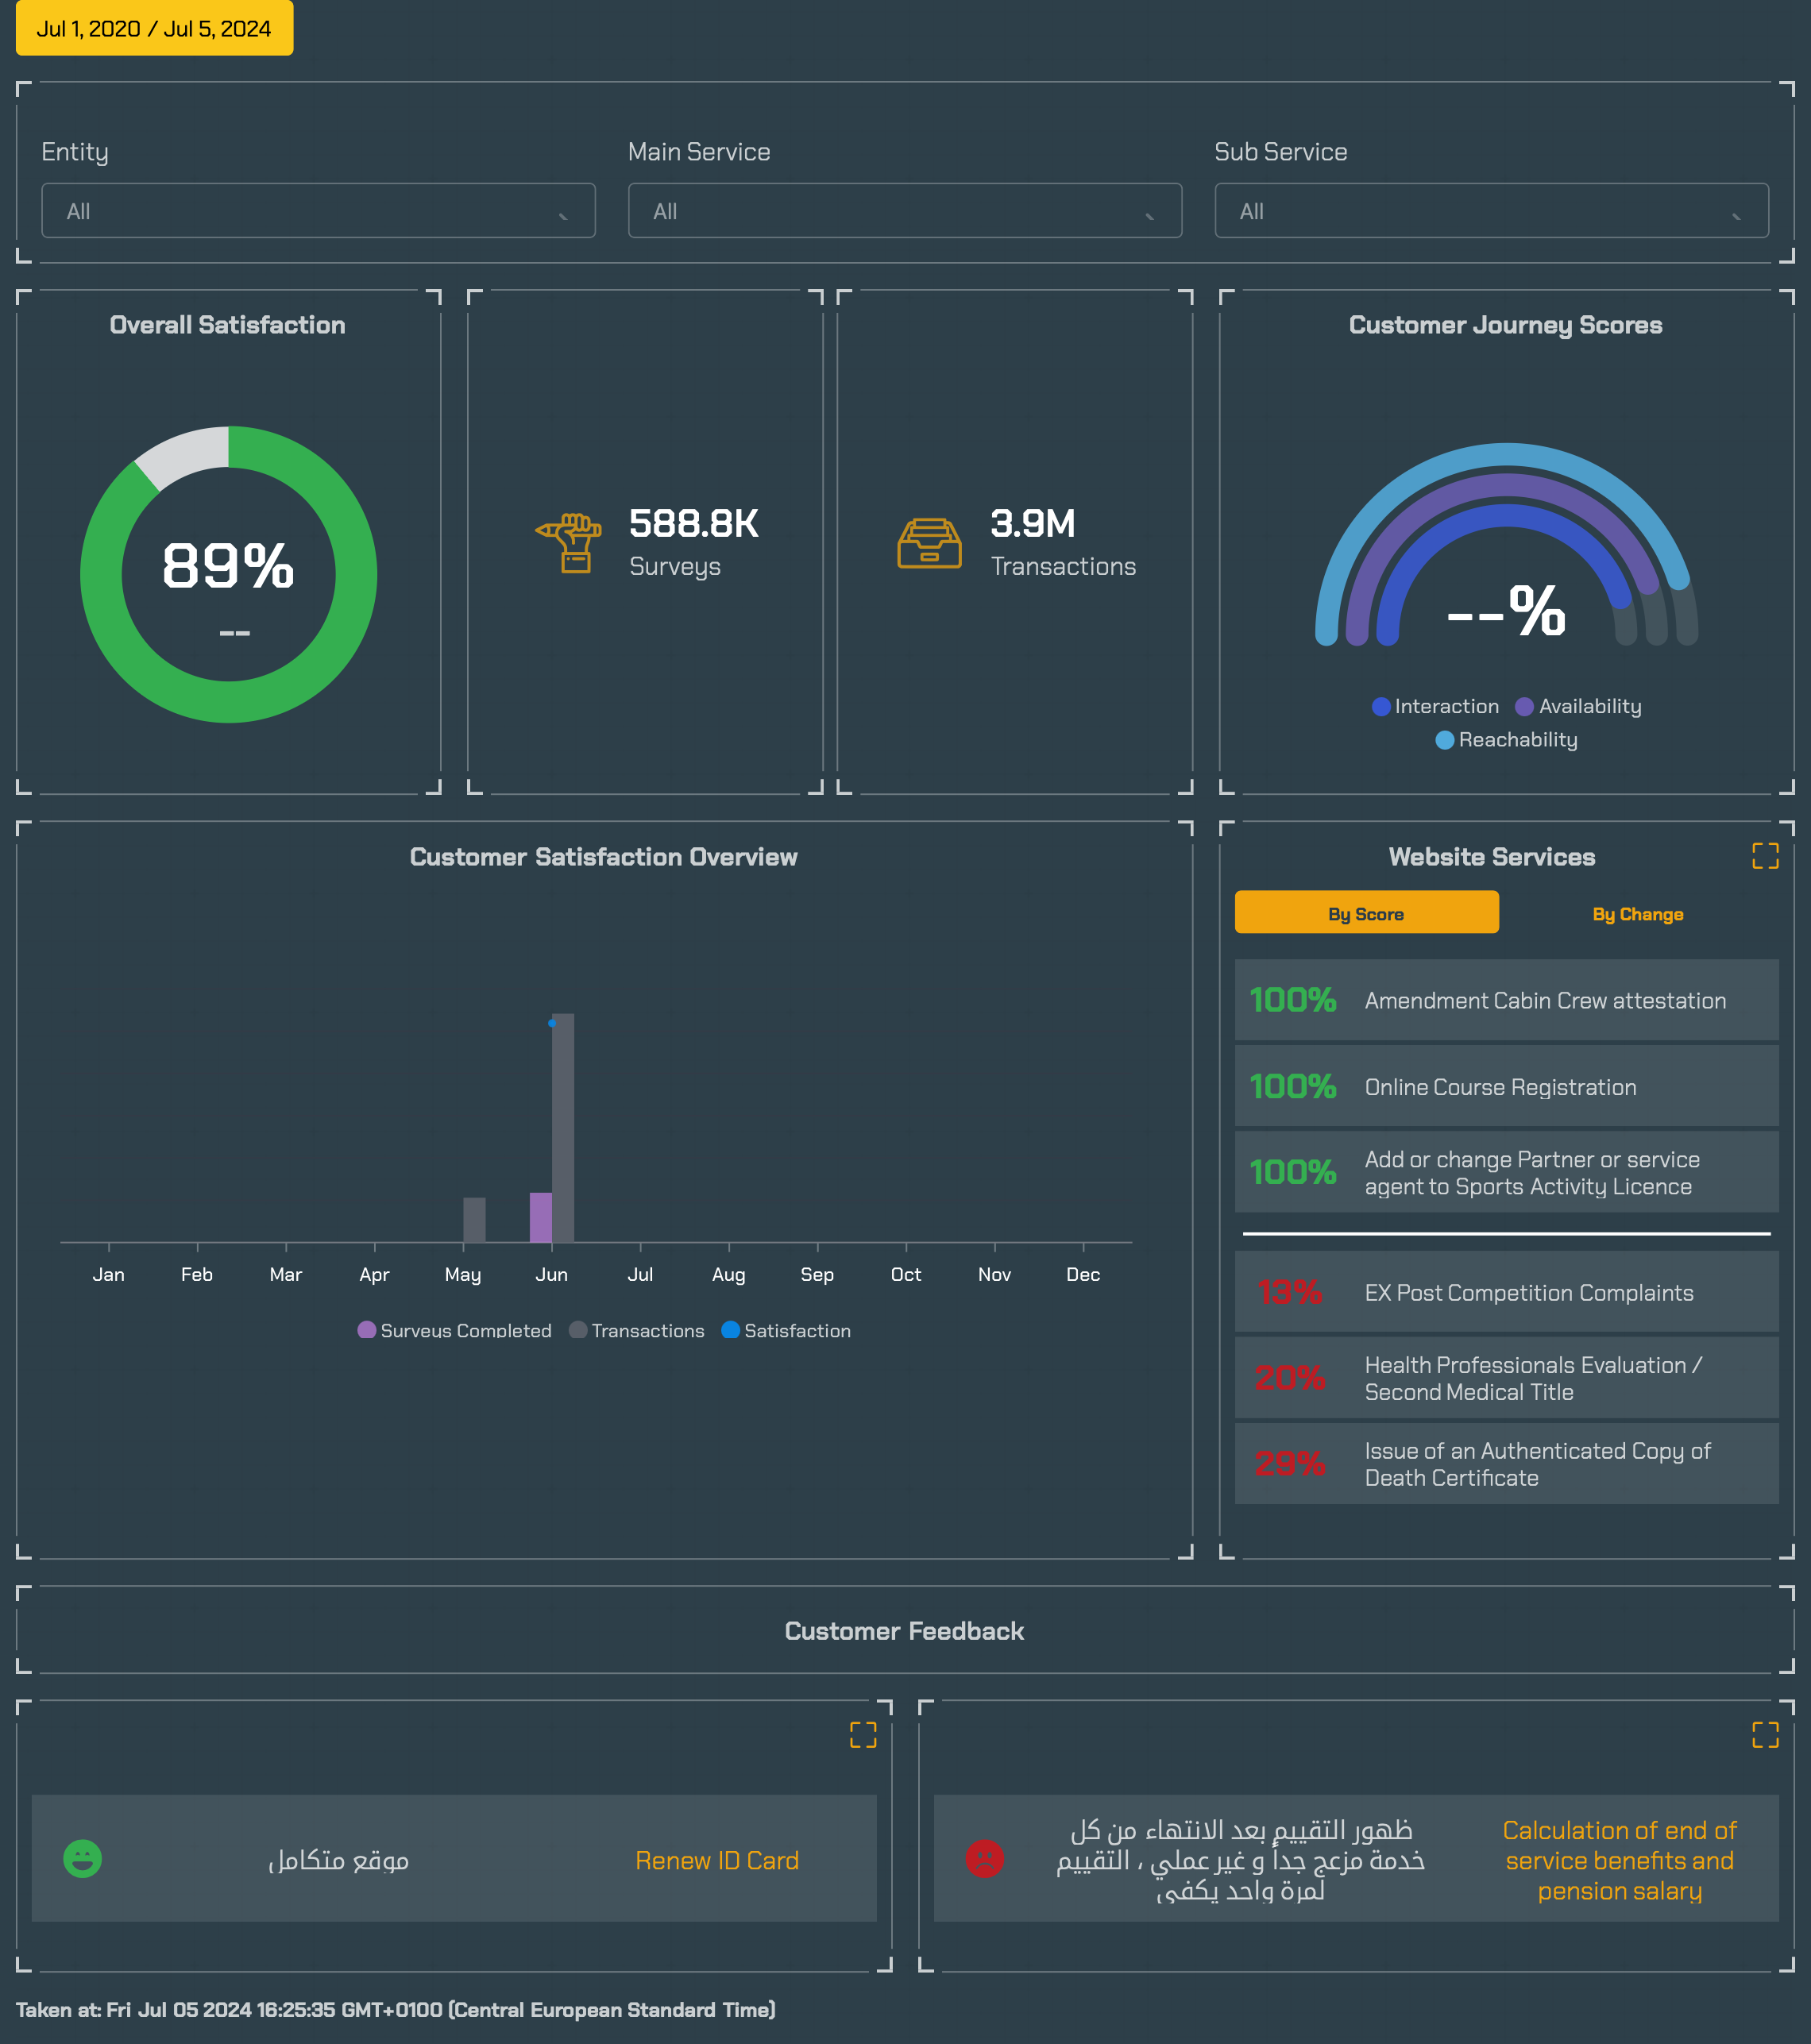 Jul 1, 2020 / Jul 5, 2024
Entity
Main Service
Sub Service
All
All
All
Overall Satisfaction
89%
--
588.8K
Surveys
3.9M
Transactions
Customer Journey Scores
--%
Interaction
Availability
Reachability
Customer Satisfaction Overview
Jan
Feb
Mar
Apr
May
Jun
Jul
Aug
Sep
Oct
Nov
Dec
Surveys Completed
Transactions
Satisfaction
Website Services
By Score
By Change
100%
Amendment Cabin Crew attestation
100%
Online Course Registration
100%
Add or change Partner or service
agent to Sports Activity Licence
13%
EX Post Competition Complaints
20%
Health Professionals Evaluation /
Second Medical Title
29%
Issue of an Authenticated Copy of
Death Certificate
Customer Feedback
موقع متكامل
Renew ID Card
ظهور التقييم بعد الانتهاء من كل
خدمة مزعج جداً و غير عملي ، التقييم
لمرة واحد يكفي
Calculation of end of
service benefits and
pension salary
Taken at: Fri Jul 05 2024 16:25:35 GMT+0100 (Central European Standard Time)